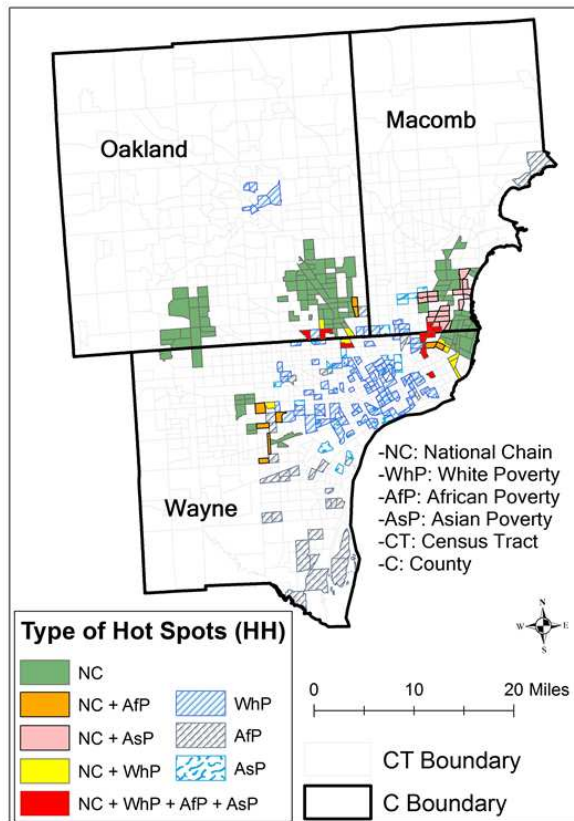 Oakland
Macomb
Wayne
-NC: National Chain
-WhP: White Poverty
-AfP: African Poverty
-AsP: Asian Poverty
-CT: Census Tract
-C: County
N
W E
S
Type of Hot Spots (HH)
NC
NC + AfP
NC + AsP
NC + WhP
NC + WhP + AfP + AsP
WhP
AfP
AsP
0 10 20 Miles
CT Boundary
C Boundary